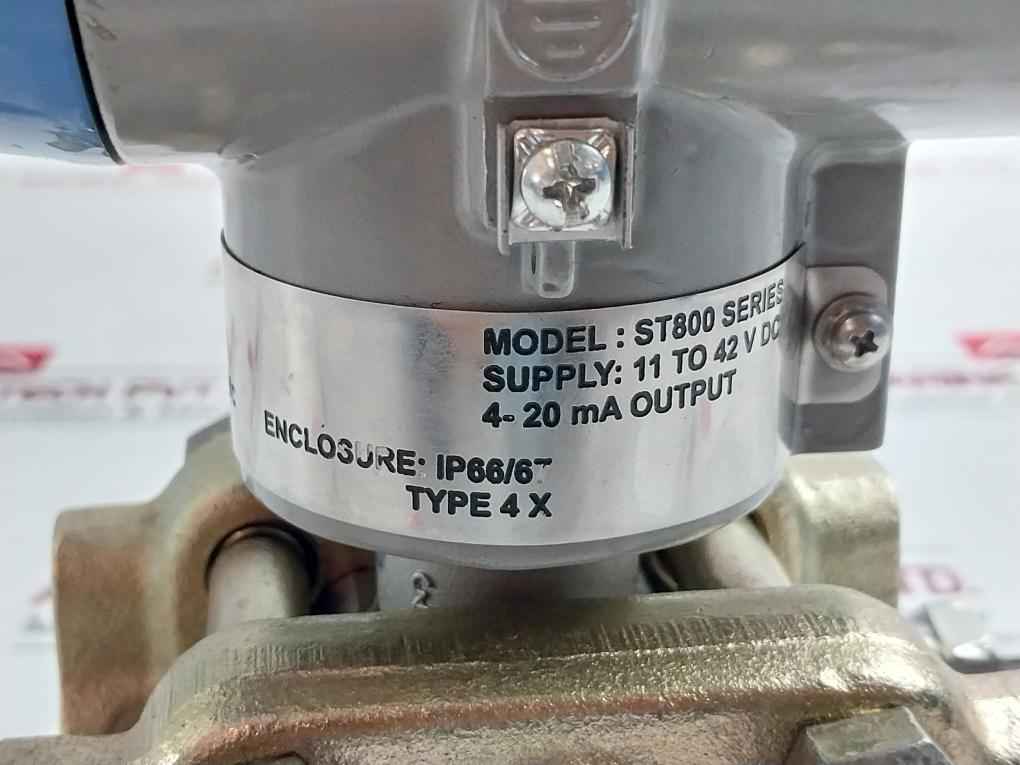 MODEL : ST800 SERIES
SUPPLY: 11 TO 42 V DC
4- 20 mA OUTPUT
ENCLOSURE: IP66/67
TYPE 4 X